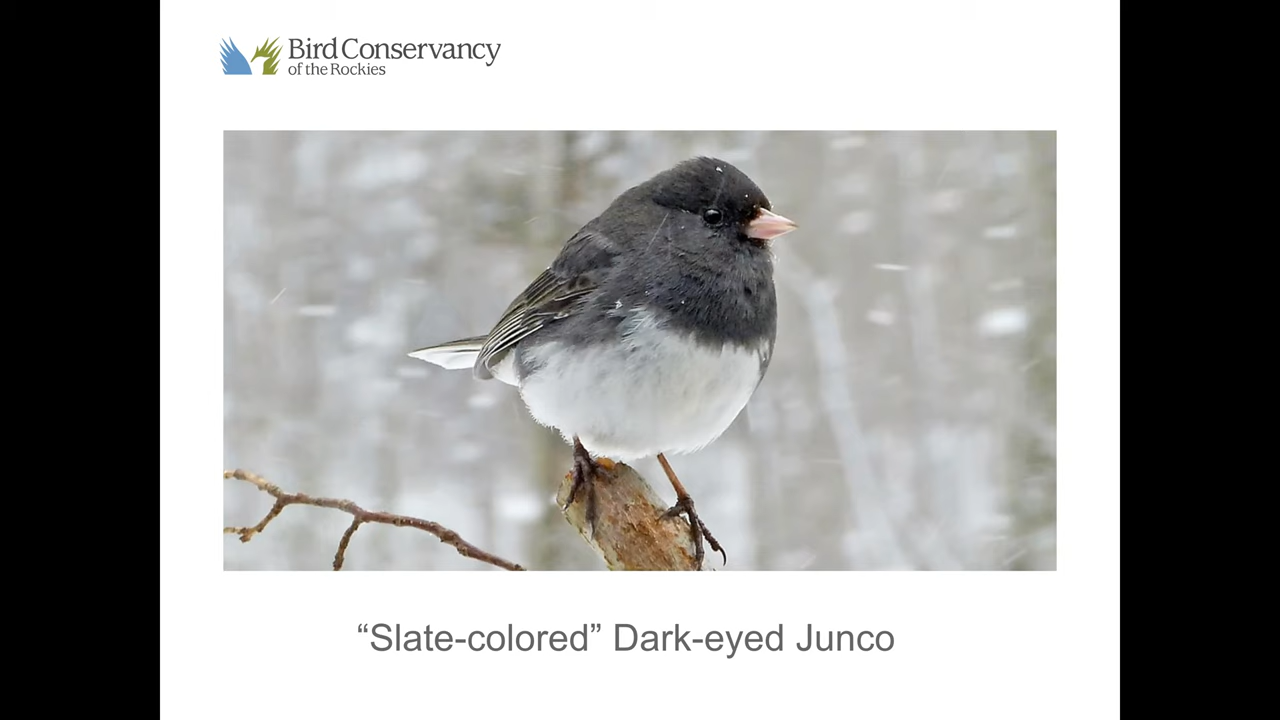 Bird Conservancy
of the Rockies
“Slate-colored” Dark-eyed Junco